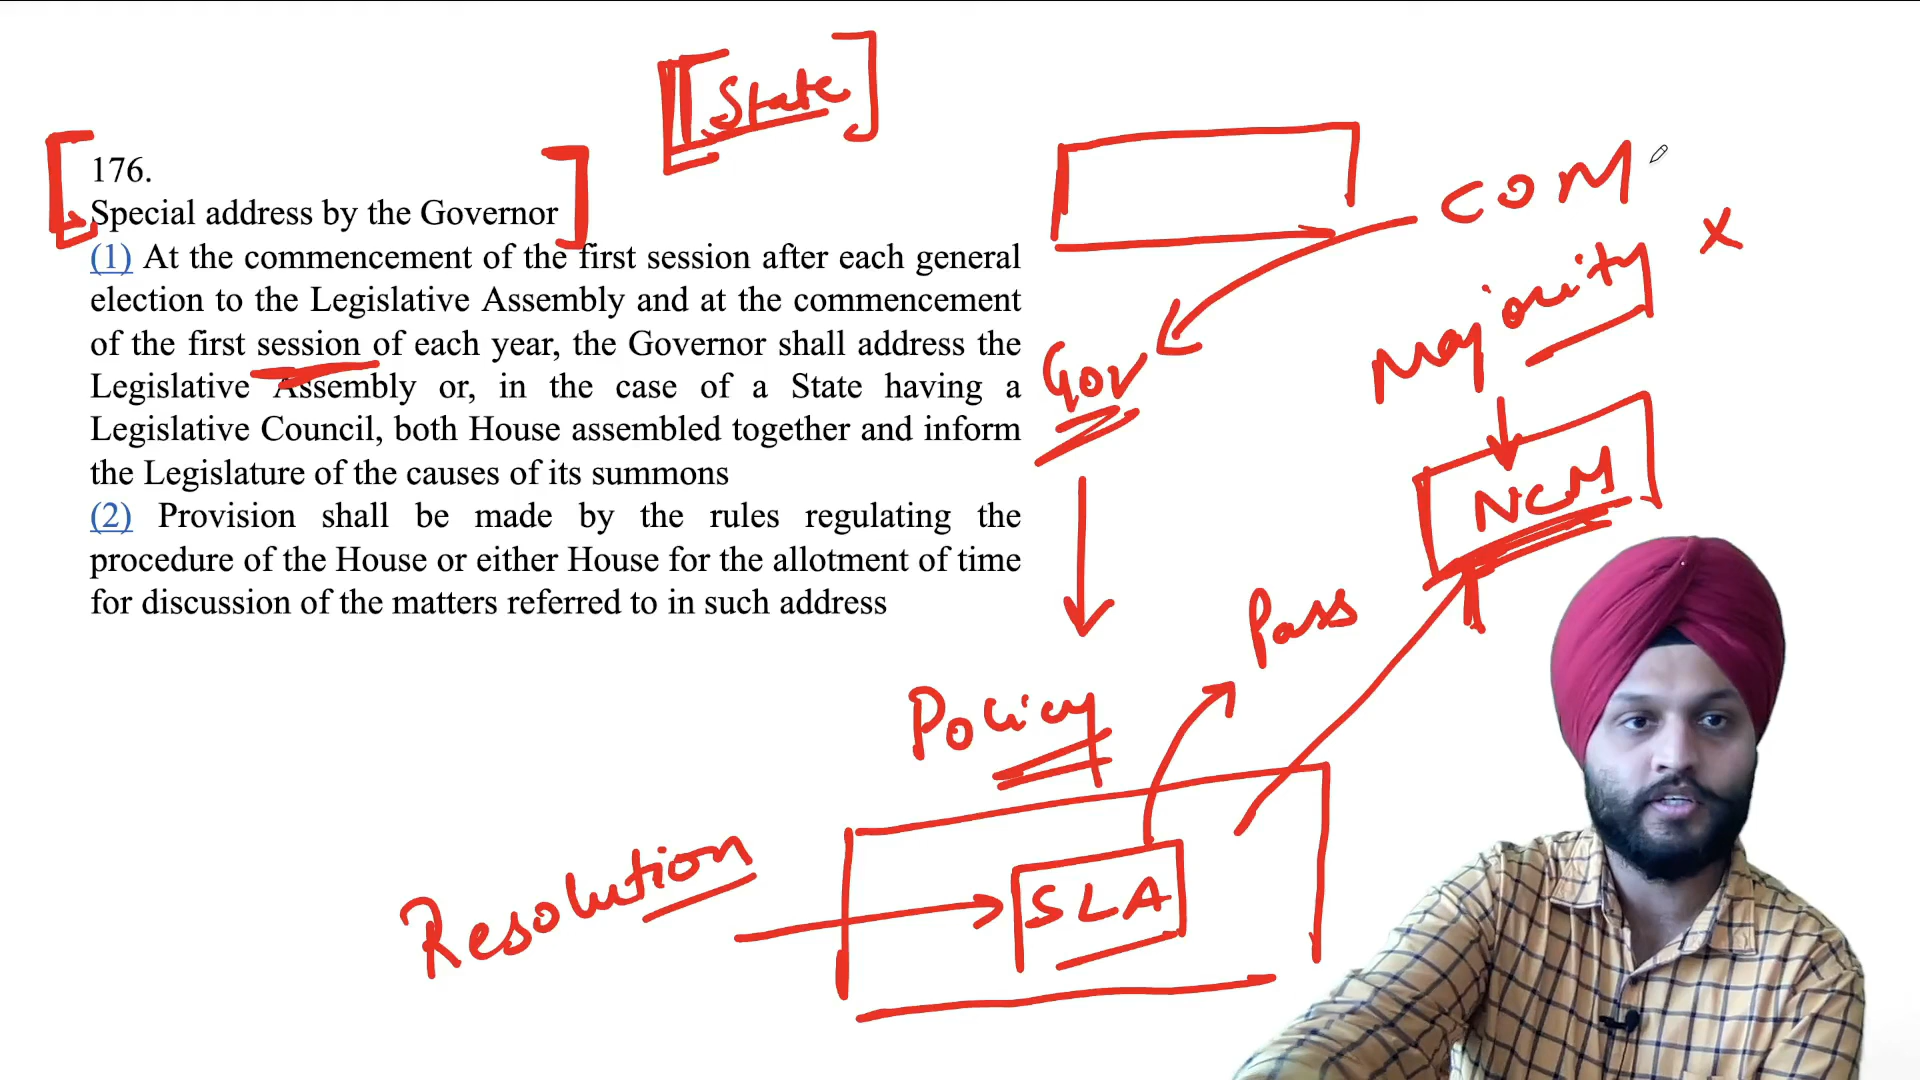 [State]
176.
Special address by the Governor
(1) At the commencement of the first session after each general
election to the Legislative Assembly and at the commencement
of the first session of each year, the Governor shall address the
Legislative Assembly or, in the case of a State having a
Legislative Council, both House assembled together and inform
the Legislature of the causes of its summons
(2) Provision shall be made by the rules regulating the
procedure of the House or either House for the allotment of time
for discussion of the matters referred to in such address
COM
Majority x
Gov
NCM
Pass
Policy
Resolution
SLA